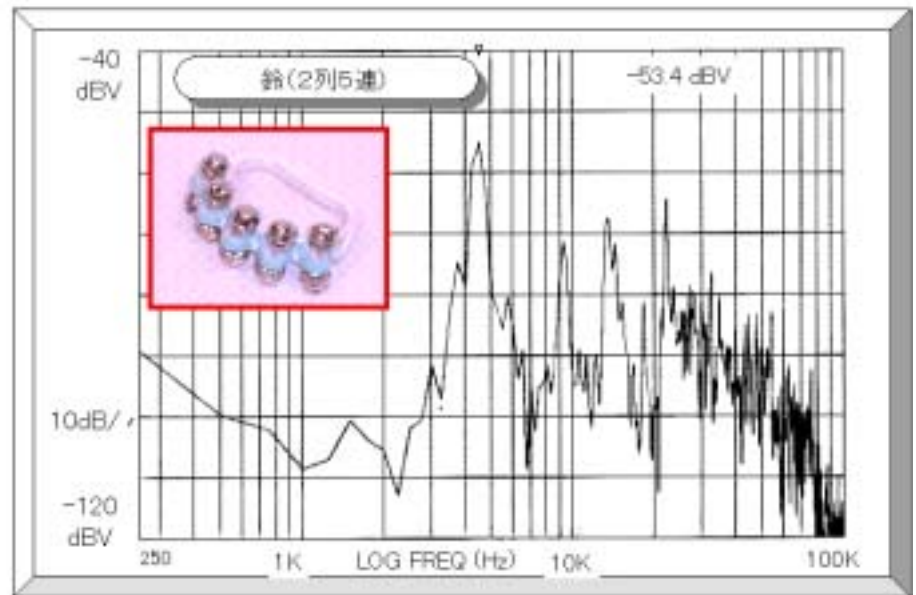 -40
dBV
鈴(2列5連)
-53.4 dBV
10dB/
-120
dBV
250
1K
LOG FREQ (Hz)
10K
100K